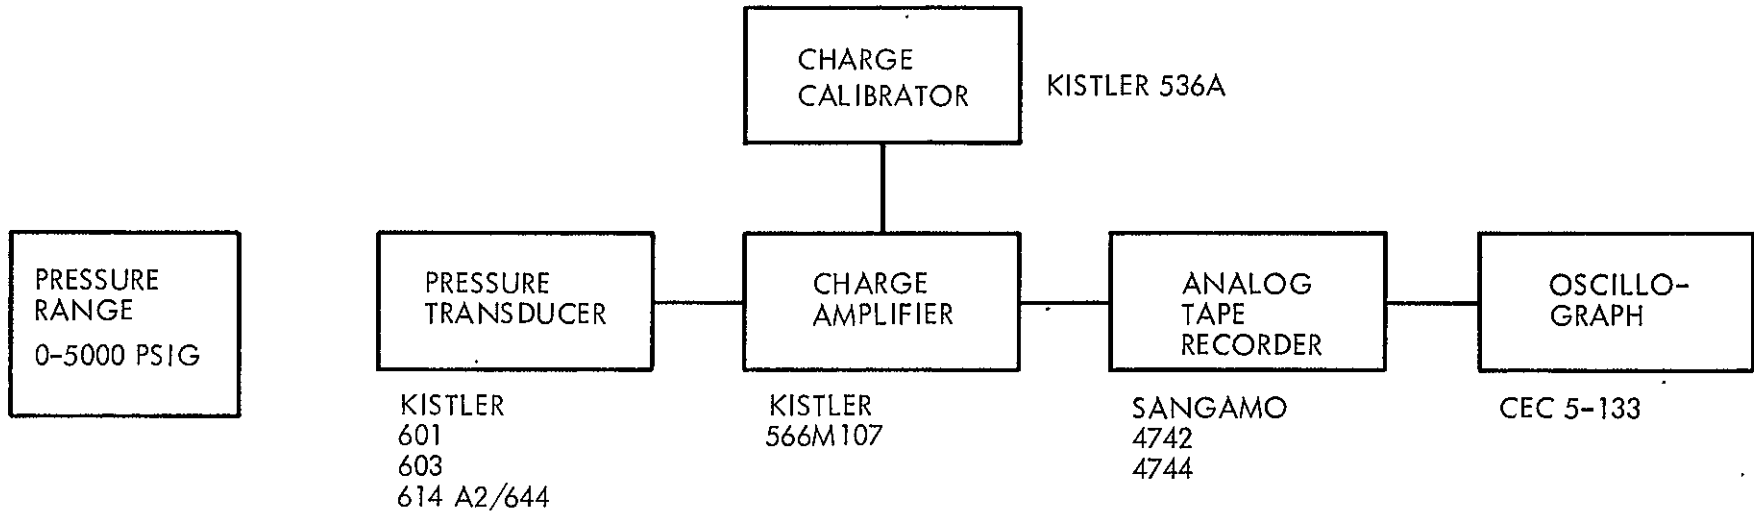 CHARGE
CALIBRATOR
KISTLER 536A
PRESSURE
RANGE
0-5000 PSIG
PRESSURE
TRANSDUCER
CHARGE
AMPLIFIER
ANALOG
TAPE
RECORDER
OSCILLO-
GRAPH
KISTLER
601
603
614 A2/644
KISTLER
566M107
SANGAMO
4742
4744
CEC 5-133